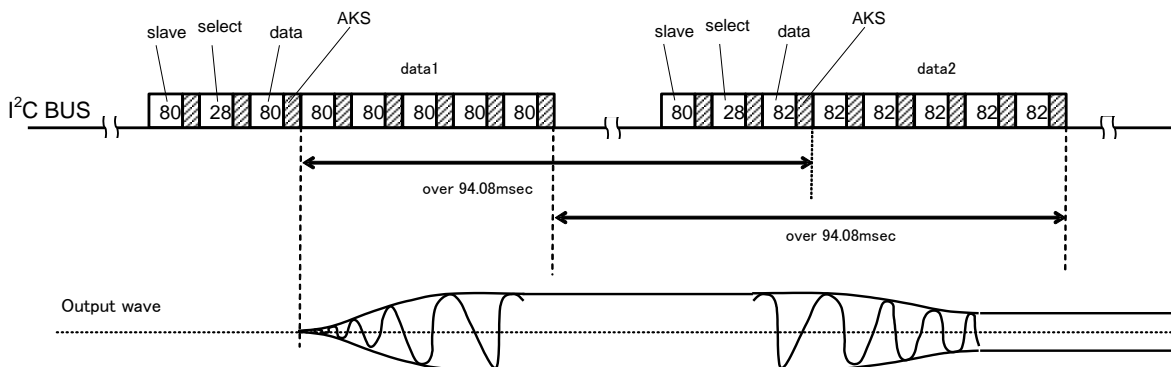 slave select data AKS
data1
slave select data AKS
data2
I²C BUS
80 28 80 80 80 80 80 80
80 28 82 82 82 82 82 82
over 94.08msec
over 94.08msec
Output wave